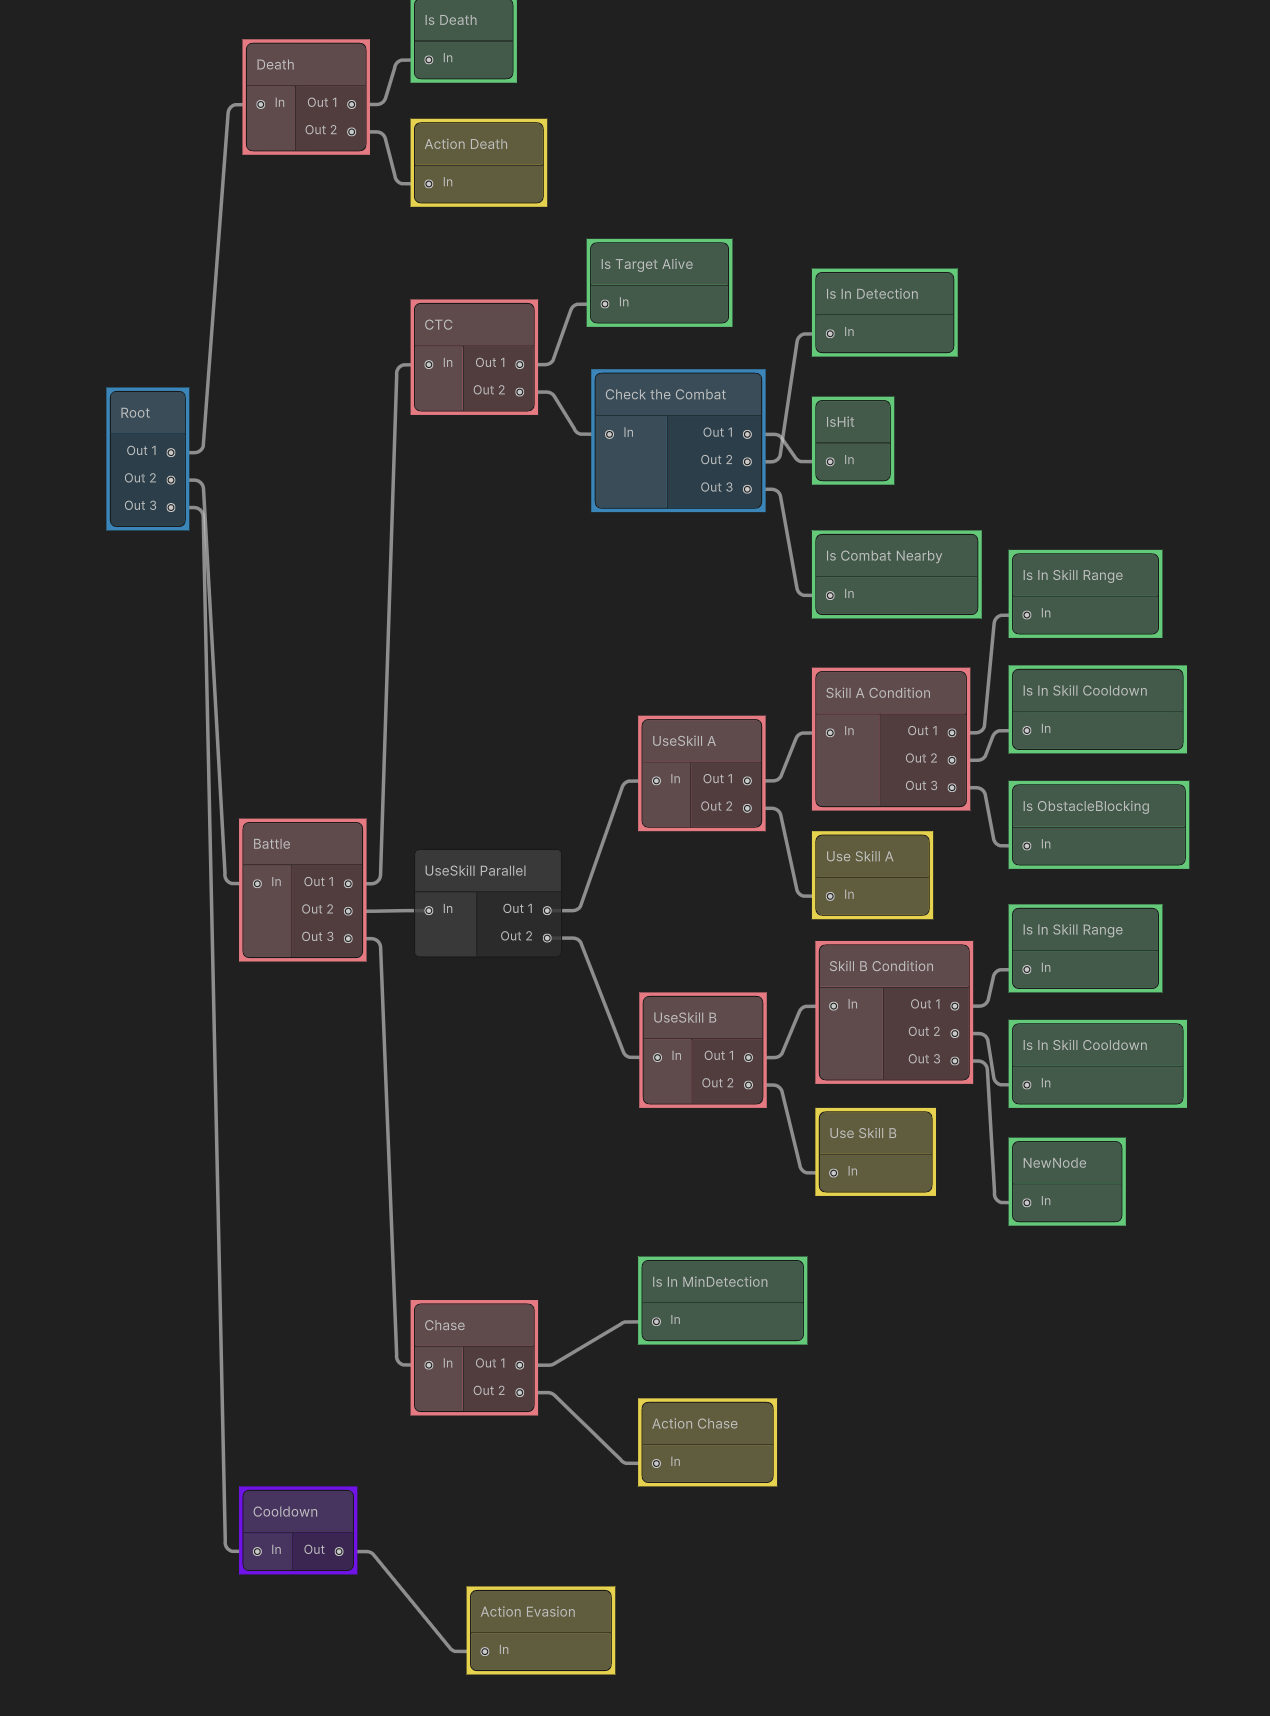 Is Death
In
Death
In
Out 1
Out 2
Action Death
In
Is Target Alive
In
CTC
In
Out 1
Out 2
Is In Detection
In
Check the Combat
In
Out 1
Out 2
Out 3
IsHit
In
Root
Out 1
Out 2
Out 3
Is Combat Nearby
In
Is In Skill Range
In
Skill A Condition
In
Out 1
Out 2
Out 3
Is In Skill Cooldown
In
UseSkill A
In
Out 1
Out 2
Is ObstacleBlocking
In
Use Skill A
In
Battle
In
Out 1
Out 2
Out 3
UseSkill Parallel
In
Out 1
Out 2
Is In Skill Range
In
Skill B Condition
In
Out 1
Out 2
Out 3
UseSkill B
In
Out 1
Out 2
Is In Skill Cooldown
In
Use Skill B
In
NewNode
In
Is In MinDetection
In
Chase
In
Out 1
Out 2
Action Chase
In
Cooldown
In
Out
Action Evasion
In